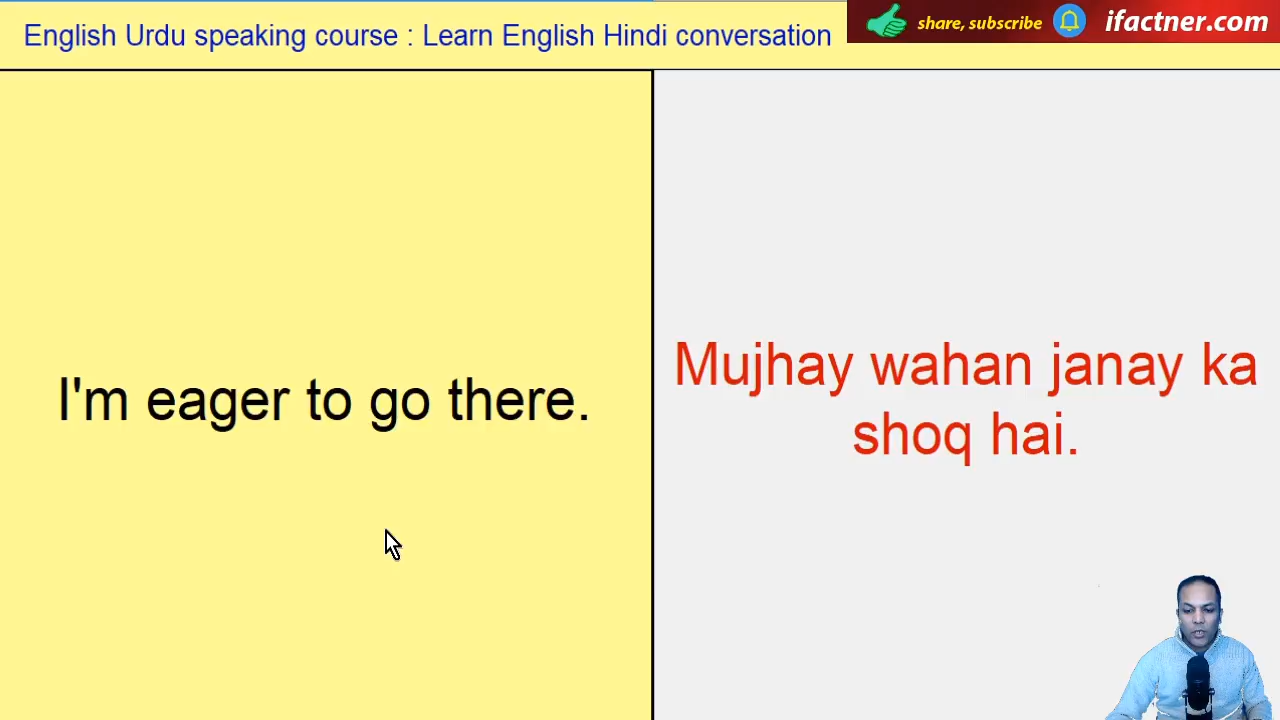 English Urdu speaking course : Learn English Hindi conversation
share, subscribe
ifactner.com
I'm eager to go there.
Mujhay wahan janay ka
shoq hai.